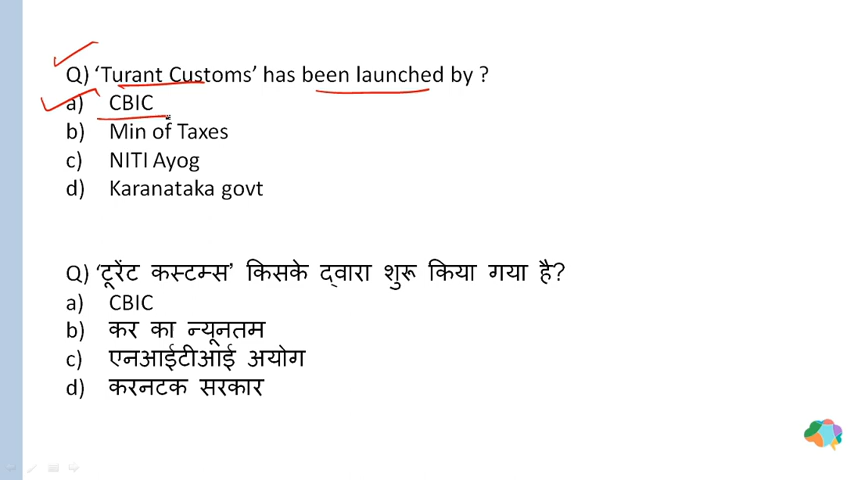 Q) ‘Turant Customs’ has been launched by ?
a) CBIC
b) Min of Taxes
c) NITI Ayog
d) Karanataka govt
Q) ‘टूरेंट कस्टम्स’ किसके द्वारा शुरू किया गया है?
a) CBIC
b) कर का न्यूनतम
c) एनआईटीआई अयोग
d) करनटक सरकार